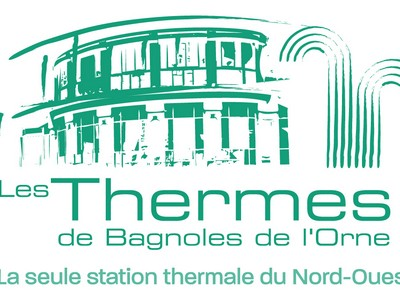 Les Thermes
de Bagnoles de l'Orne
La seule station thermale du Nord-Oues